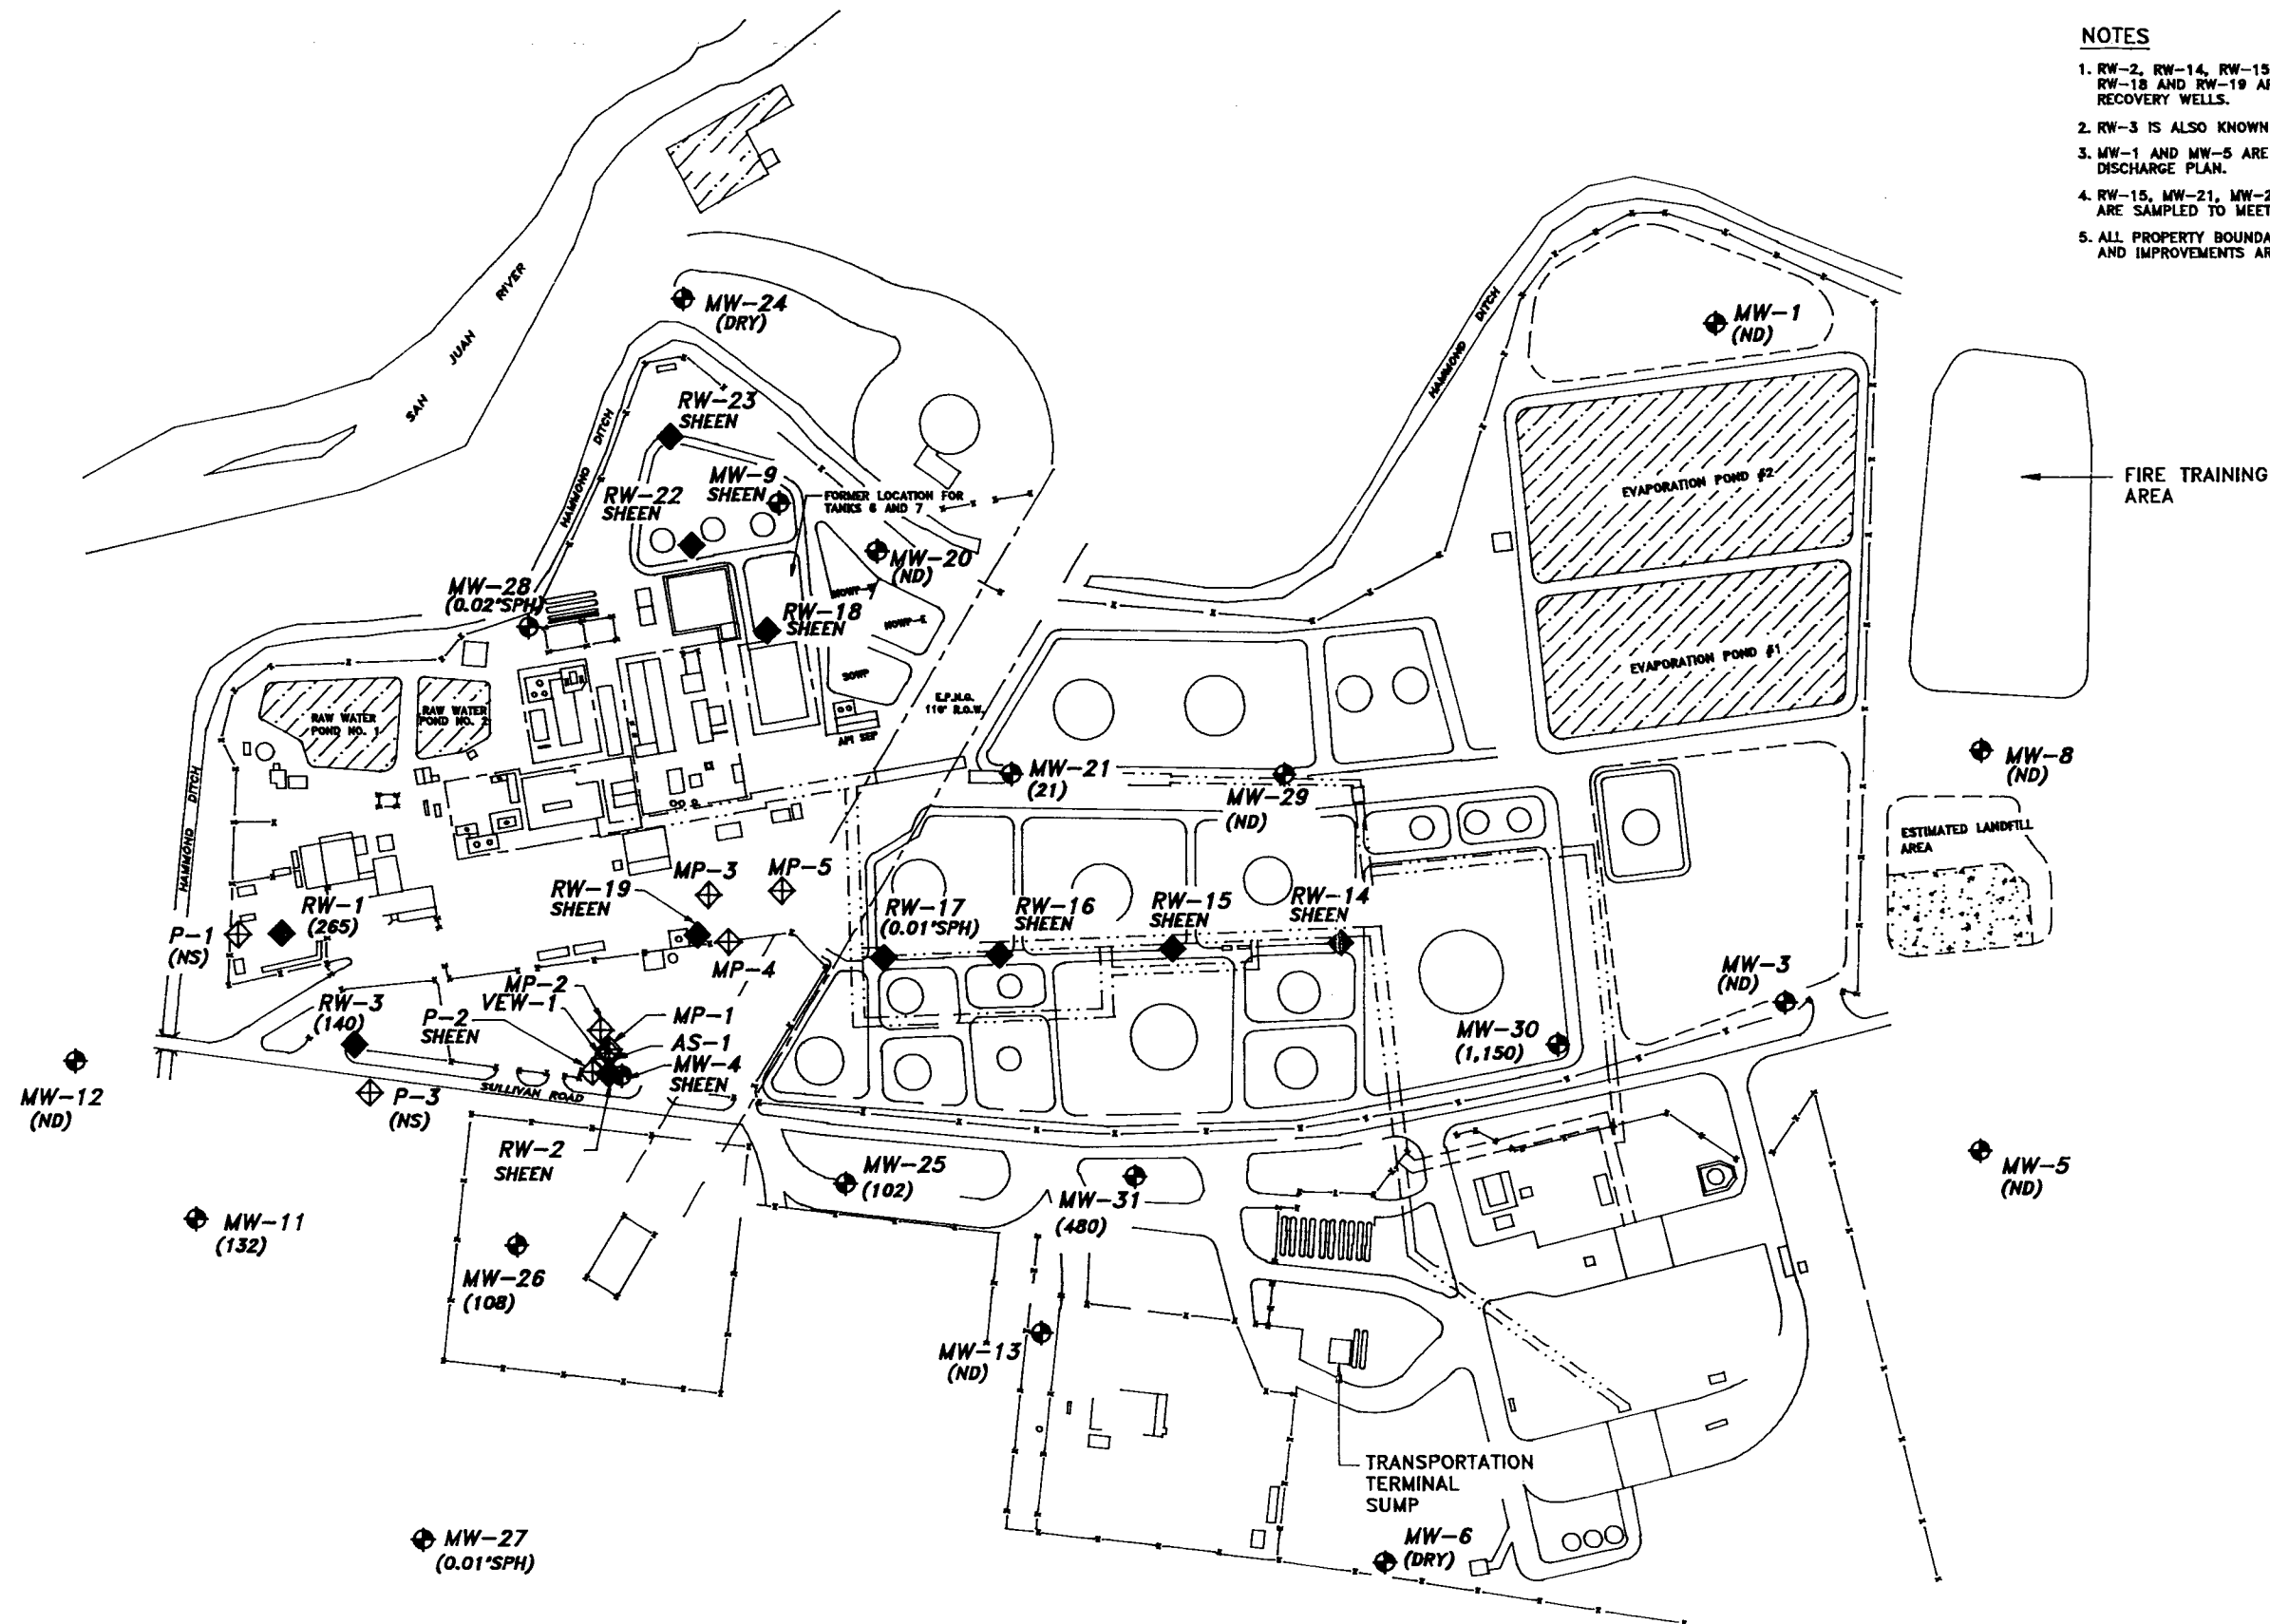 NOTES
1. RW-2, RW-14, RW-15
RW-18 AND RW-19 AR
RECOVERY WELLS.
2. RW-3 IS ALSO KNOWN
3. MW-1 AND MW-5 ARE
DISCHARGE PLAN.
4. RW-15, MW-21, MW-2
ARE SAMPLED TO MEET
5. ALL PROPERTY BOUNDA
AND IMPROVEMENTS AR
SAN JUAN RIVER
MW-24
(DRY)
HAMMOND DITCH
MW-1
(ND)
RW-23
SHEEN
HAMMOND DITCH
MW-9
SHEEN
RW-22
SHEEN
FORMER LOCATION FOR
TANKS 6 AND 7
EVAPORATION POND #2
FIRE TRAINING
AREA
MW-20
(ND)
MW-28
(0.02"SPH)
RW-18
SHEEN
NOWP-E
SOWP
EVAPORATION POND #1
E.P.N.G.
110' R.O.W.
RAW WATER
POND NO. 1
RAW WATER
POND NO. 2
API SEP
MW-21
(21)
MW-29
(ND)
MW-8
(ND)
HAMMOND DITCH
ESTIMATED LANDFILL
AREA
MP-3
MP-5
RW-19
SHEEN
RW-1
(265)
P-1
(NS)
RW-17
(0.01"SPH)
RW-16
SHEEN
RW-15
SHEEN
RW-14
SHEEN
MP-4
MW-3
(ND)
MP-2
VEW-1
RW-3
(140)
P-2
SHEEN
MP-1
AS-1
MW-4
SHEEN
MW-30
(1,150)
MW-12
(ND)
P-3
(NS)
SULLIVAN ROAD
RW-2
SHEEN
MW-25
(102)
MW-31
(480)
MW-5
(ND)
MW-11
(132)
MW-26
(108)
MW-13
(ND)
TRANSPORTATION
TERMINAL
SUMP
MW-27
(0.01"SPH)
MW-6
(DRY)